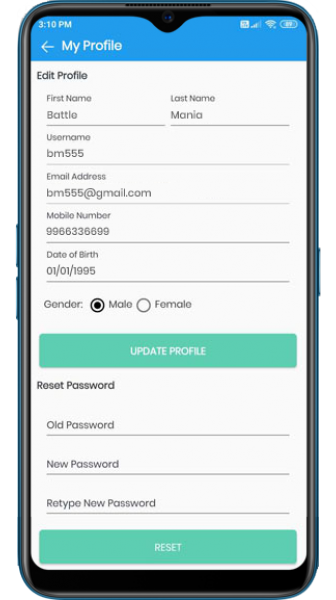 3:10 PM
← My Profile
Edit Profile
First Name Last Name
Battle Mania
Username
bm555
Email Address
bm555@gmail.com
Mobile Number
9966336699
Date of Birth
01/01/1995
Gender: Male Female
UPDATE PROFILE
Reset Password
Old Password
New Password
Retype New Password
RESET